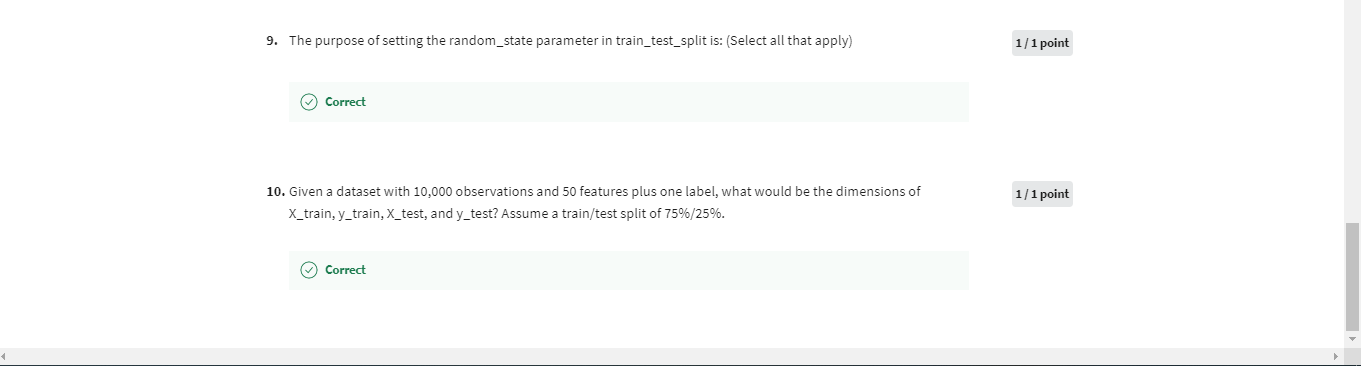 9. The purpose of setting the random_state parameter in train_test_split is: (Select all that apply)
1 / 1 point
Correct
10. Given a dataset with 10,000 observations and 50 features plus one label, what would be the dimensions of
1 / 1 point
X_train, y_train, X_test, and y_test? Assume a train/test split of 75%/25%.
Correct